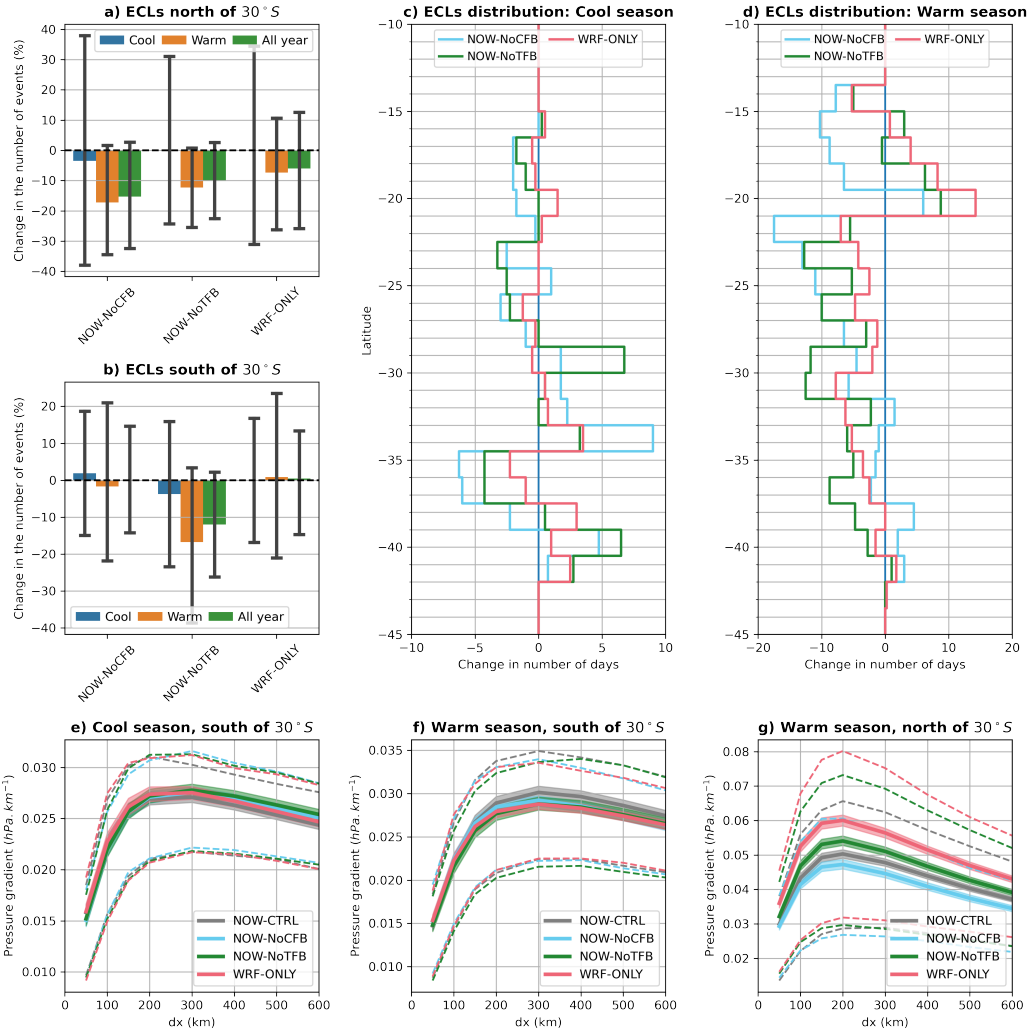 a) ECLs north of 30°S
Change in the number of events (%)
40
30
20
10
0
−10
−20
−30
−40
Cool
Warm
All year
NOW-NoCFB
NOW-NoTFB
WRF-ONLY
b) ECLs south of 30°S
Change in the number of events (%)
20
10
0
−10
−20
−30
−40
Cool
Warm
All year
NOW-NoCFB
NOW-NoTFB
WRF-ONLY
c) ECLs distribution: Cool season
NOW-NoCFB
NOW-NoTFB
WRF-ONLY
Latitude
−10
−15
−20
−25
−30
−35
−40
−45
−10
−5
0
5
10
Change in number of days
d) ECLs distribution: Warm season
NOW-NoCFB
NOW-NoTFB
WRF-ONLY
−10
−15
−20
−25
−30
−35
−40
−45
−20
−10
0
10
20
Change in number of days
e) Cool season, south of 30°S
Pressure gradient (hPa.km−1)
0.030
0.025
0.020
0.015
0.010
NOW-CTRL
NOW-NoCFB
NOW-NoTFB
WRF-ONLY
0
100
200
300
400
500
600
dx (km)
f) Warm season, south of 30°S
Pressure gradient (hPa.km−1)
0.035
0.030
0.025
0.020
0.015
0.010
NOW-CTRL
NOW-NoCFB
NOW-NoTFB
WRF-ONLY
0
100
200
300
400
500
600
dx (km)
g) Warm season, north of 30°S
Pressure gradient (hPa.km−1)
0.08
0.07
0.06
0.05
0.04
0.03
0.02
NOW-CTRL
NOW-NoCFB
NOW-NoTFB
WRF-ONLY
0
100
200
300
400
500
600
dx (km)